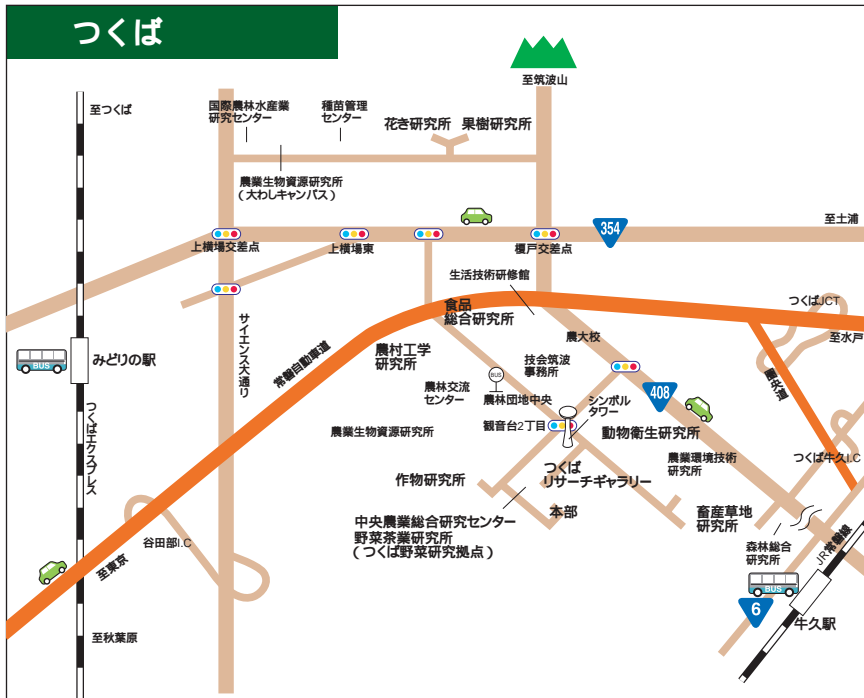 つくば
至筑波山
至つくば
国際農林水産業
研究センター
種苗管理
センター
花き研究所
果樹研究所
農業生物資源研究所
(大わしキャンパス)
354
至土浦
上横場交差点
上横場東
榎戸交差点
生活技術研修館
食品
総合研究所
つくばJCT
至水戸
農大校
サイエンス大通り
常磐自動車道
農村工学
研究所
技会筑波
事務所
圏央道
BUS
みどりの駅
BUS
農林交流
センター
農林団地中央
シンボル
タワー
408
つくばエクスプレス
農業生物資源研究所
観音台2丁目
動物衛生研究所
農業環境技術
研究所
つくば牛久I.C
作物研究所
つくば
リサーチギャラリー
本部
畜産草地
研究所
中央農業総合研究センター
野菜茶業研究所
(つくば野菜研究拠点)
谷田部I.C
至東京
森林総合
研究所
JR常磐線
BUS
6
牛久駅
至秋葉原